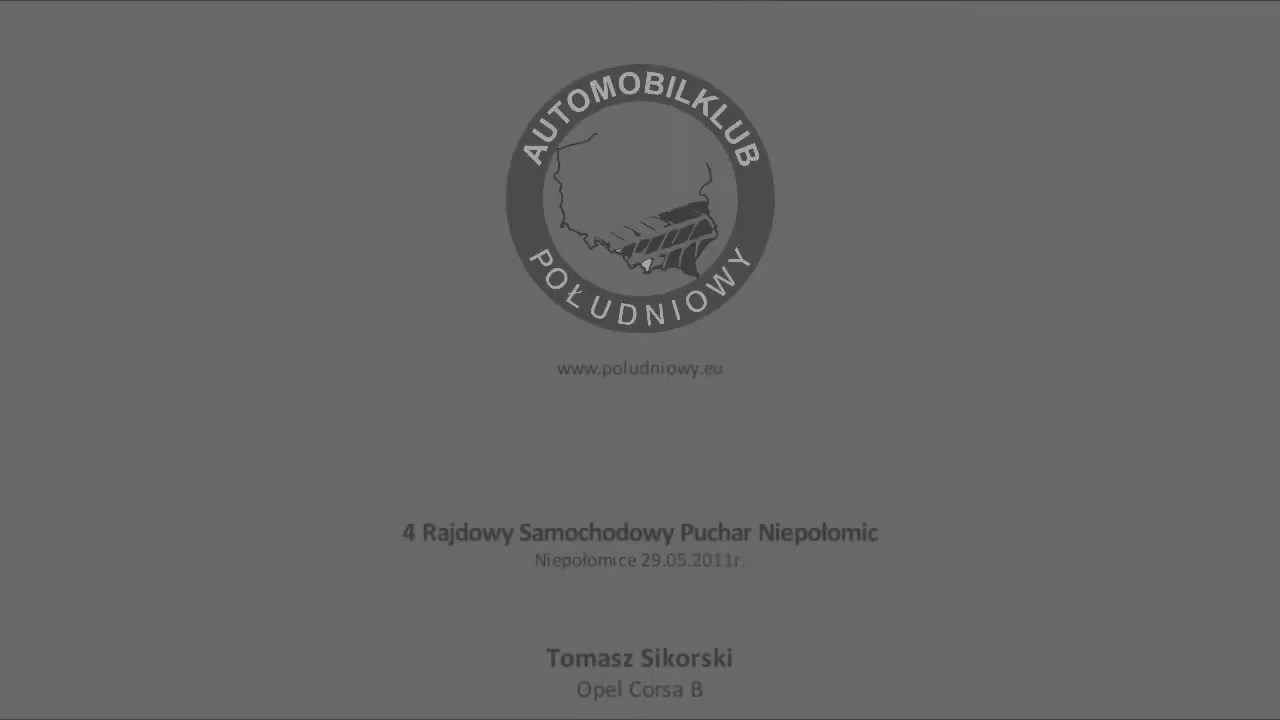 AUTOMOBILKLUB
POŁUDNIOWY
www.poludniowy.eu
4 Rajdowy Samochodowy Puchar Niepołomic
Niepołomice 29.05.2011r.
Tomasz Sikorski
Opel Corsa B